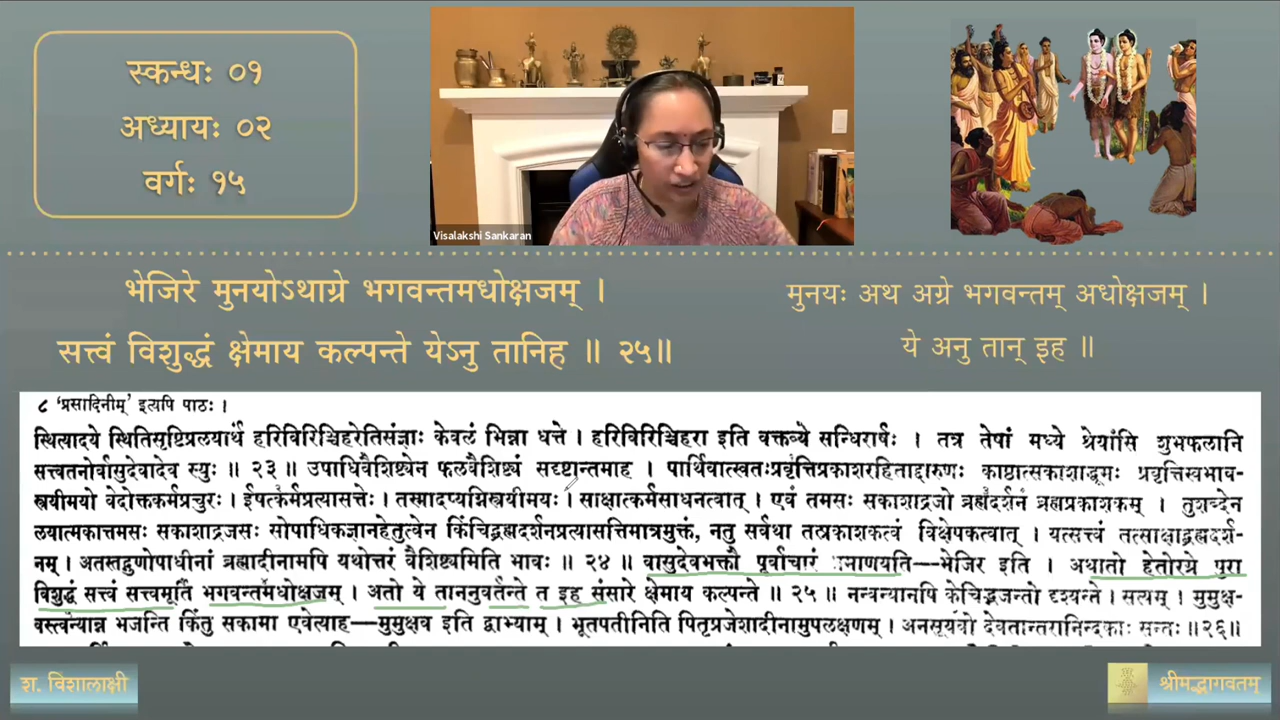 स्कन्धः ०१
अध्यायः ०२
वर्गः १५
Visalakshi Sankaran
भेजिरे मुनयोऽथाग्रे भगवन्तमधोक्षजम् ।
सत्त्वं विशुद्धं क्षेमाय कल्पन्ते येऽनु तानिह ॥ २५॥
मुनयः अथ अग्रे भगवन्तम् अधोक्षजम् ।
ये अनु तान् इह ॥
८ 'प्रसादिनीम्' इत्यपि पाठः ।
स्थित्यादये स्थितिसृष्टिप्रलयार्थं हरिविरिञ्चिहरेतिसंज्ञाः केवलं भिन्ना धत्ते । हरिविरिञ्चिहरा इति वक्तव्ये सन्धिरार्षः । तत्र तेषां मध्ये श्रेयांसि शुभफलानि
सत्त्वतनोर्वासुदेवादेव स्युः ॥ २३ ॥ उपाधिवैशिष्ट्येन फलवैशिष्ट्यं सदृष्टान्तमाह । पार्थिवात्स्वतःप्रवृत्तिप्रकाशरहिताद्दारुणः काष्ठात्सकाशाद्धूमः प्रवृत्तिस्वभाव-
स्त्रयीमयो वेदोक्तकर्मप्रचुरः । ईषत्कर्मप्रत्यासत्तेः । तस्मादप्यग्निस्त्रयीमयः । साक्षात्कर्मसाधनत्वात् । एवं तमसः सकाशाद्रजो ब्रह्मदर्शनं ब्रह्मप्रकाशकम् । तुशब्देन
लयात्मकात्तमसः सकाशाद्रजसः सोपाधिकज्ञानहेतुत्वेन किंचिद्ब्रह्मदर्शनप्रत्यासत्तिमात्रमुक्तं, नतु सर्वथा तत्प्रकाशकत्वं विक्षेपकत्वात् । यत्सत्त्वं तत्साक्षाद्ब्रह्मदर्श-
नम् । अतस्तद्गुणोपाधीनां ब्रह्मादीनामपि यथोत्तरं वैशिष्ट्यमिति भावः ॥ २४ ॥ वासुदेवभक्तौ पूर्वाचारं प्रमाणयति—भेजिर इति । अथातो हेतोरग्रे पुरा
विशुद्धं सत्त्वं सत्त्वमूर्तिं भगवन्तमधोक्षजम् । अतो ये ताननुवर्तन्ते त इह संसारे क्षेमाय कल्पन्ते ॥ २५ ॥ नन्वन्यानपि केचिद्भजन्तो दृश्यन्ते । सत्यम् । मुमुक्ष-
वस्त्वन्यान्न भजन्ति किंतु सकामा एवेत्याह—मुमुक्षव इति द्वाभ्याम् । भूतपतीनिति पितृप्रजेशादीनामुपलक्षणम् । अनसूयवो देवतान्तरानिन्दकाः सन्तः ॥२६॥
श. विशालाक्षी
श्रीमद्भागवतम्